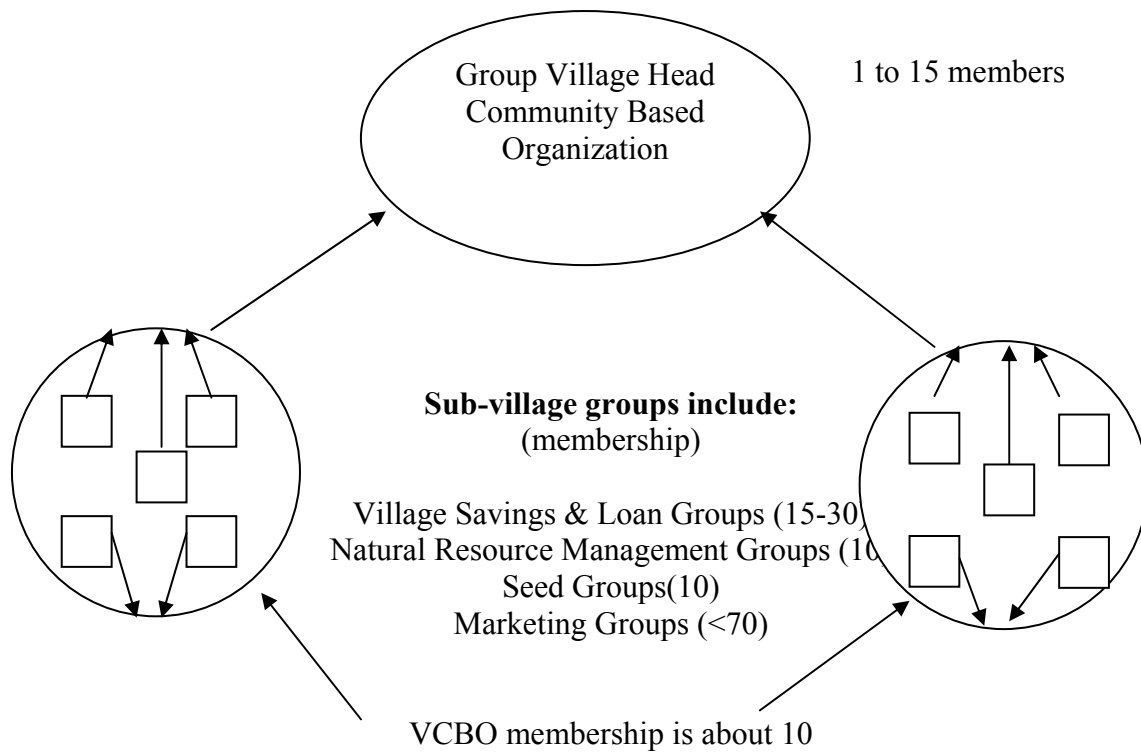 Group Village Head
Community Based
Organization
1 to 15 members
Sub-village groups include:
(membership)
Village Savings & Loan Groups (15-30)
Natural Resource Management Groups (10
Seed Groups(10)
Marketing Groups (<70)
VCBO membership is about 10